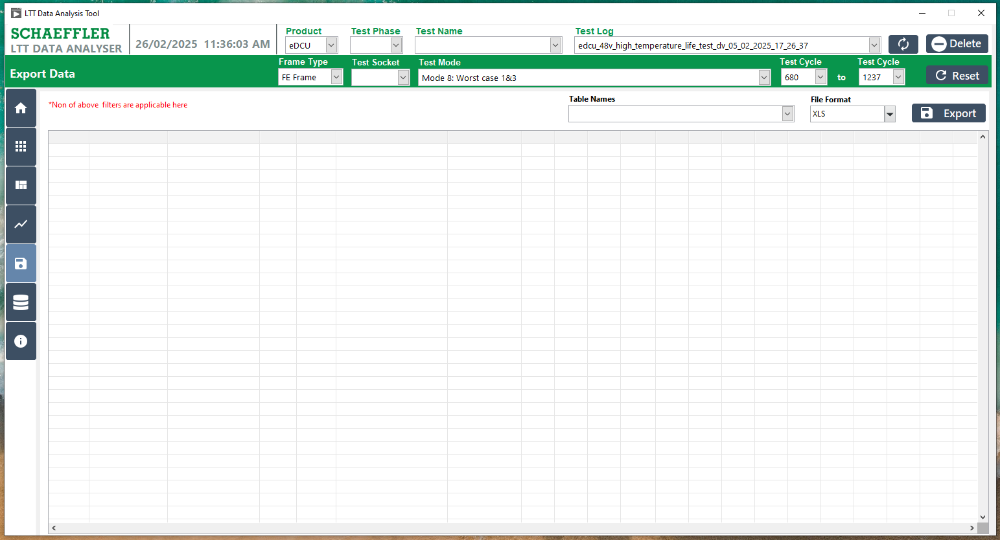 LTT Data Analysis Tool
SCHAEFFLER
LTT DATA ANALYSER
26/02/2025 11:36:03 AM
Product
eDCU
Test Phase
Test Name
Test Log
edcu_48v_high_temperature_life_test_dv_05_02_2025_17_26_37
Delete
Export Data
Frame Type
FE Frame
Test Socket
Test Mode
Mode 8: Worst case 1&3
Test Cycle
680
to
Test Cycle
1237
Reset
*Non of above filters are applicable here
Table Names
File Format
XLS
Export